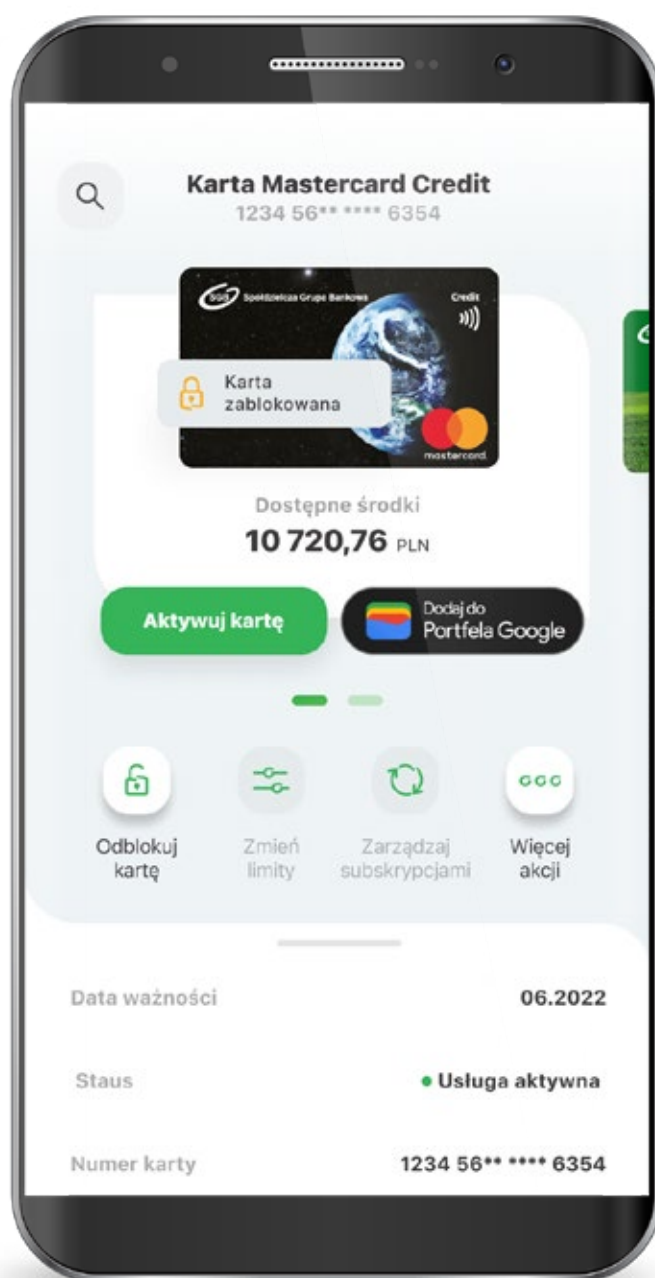 Karta Mastercard Credit
1234 56** **** 6354
SGB Spółdzielcza Grupa Bankowa
Credit
Karta
zablokowana
mastercard.
Dostępne środki
10 720,76 PLN
Aktywuj kartę
Dodaj do
Portfela Google
Odblokuj
kartę
Zmień
limity
Zarządzaj
subskrypcjami
Więcej
akcji
Data ważności
06.2022
Staus
Usługa aktywna
Numer karty
1234 56** **** 6354